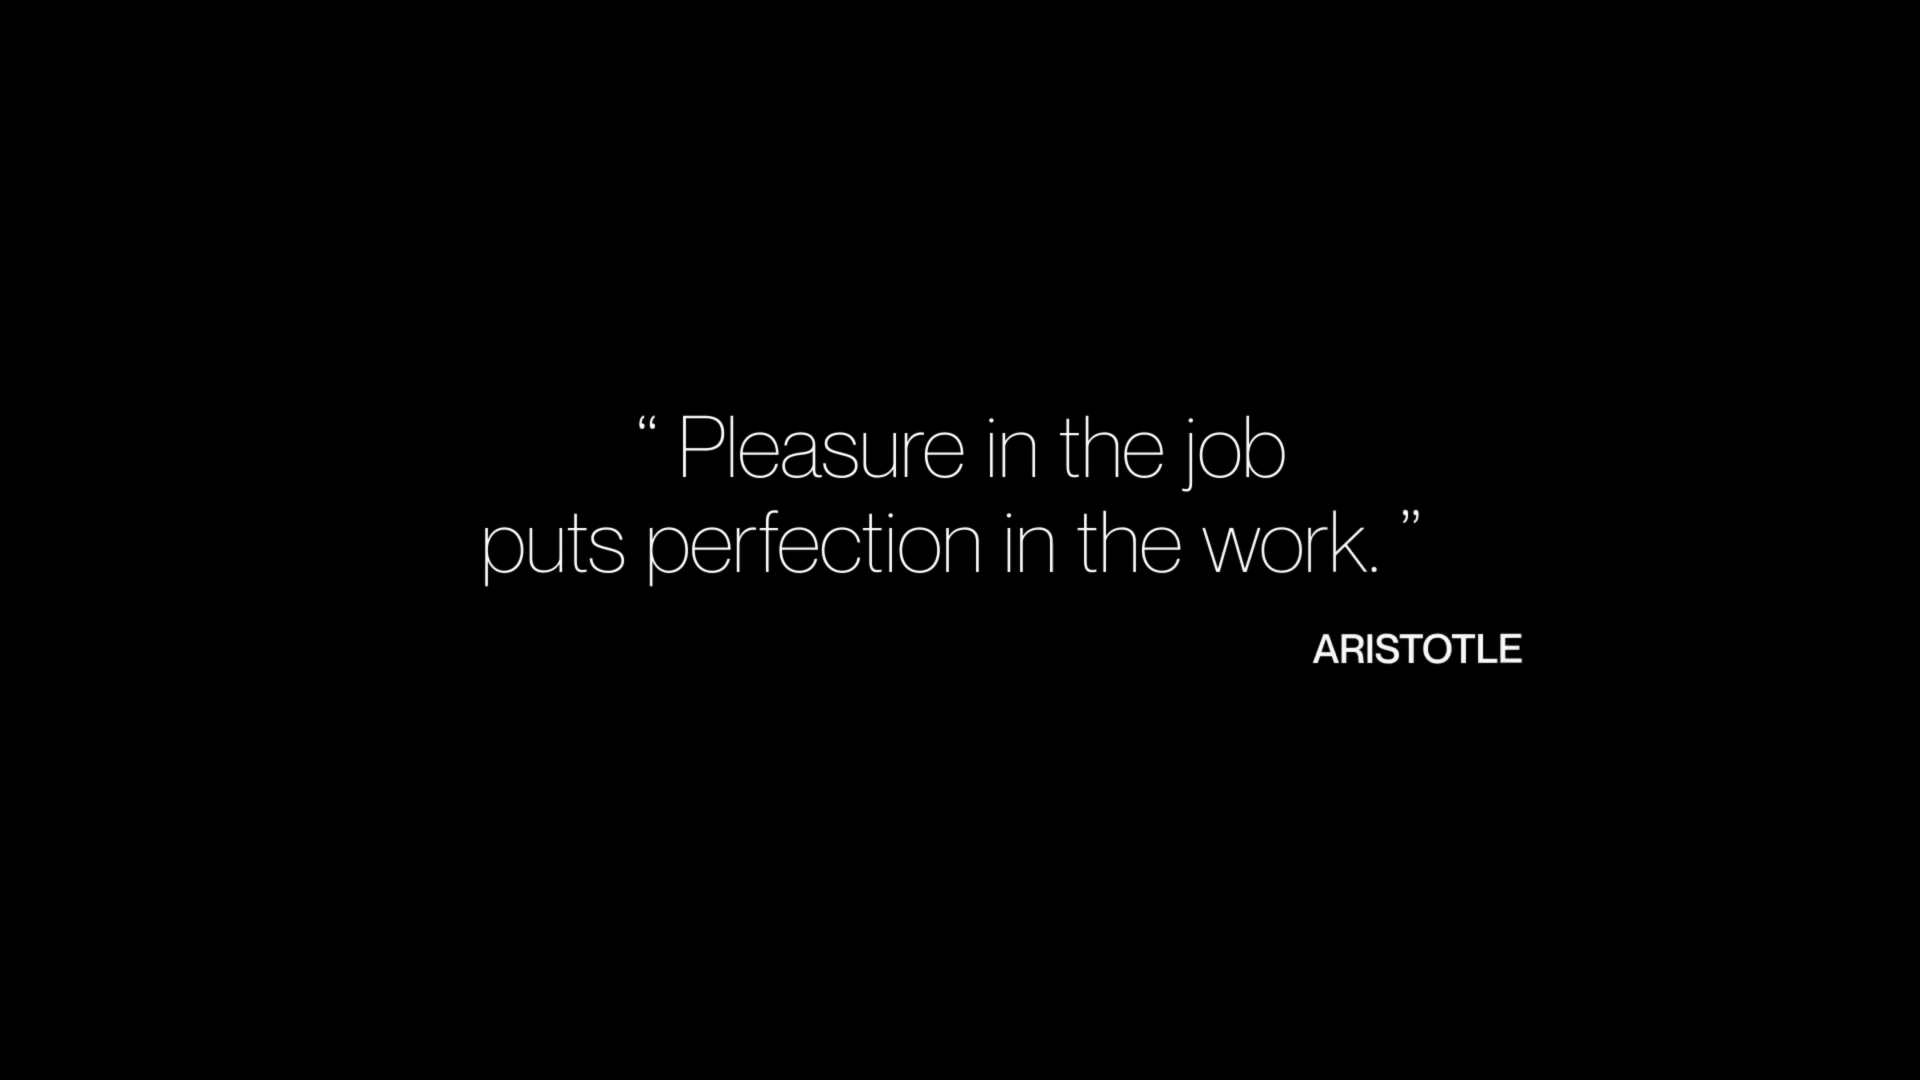 “ Pleasure in the job
puts perfection in the work. ”
ARISTOTLE